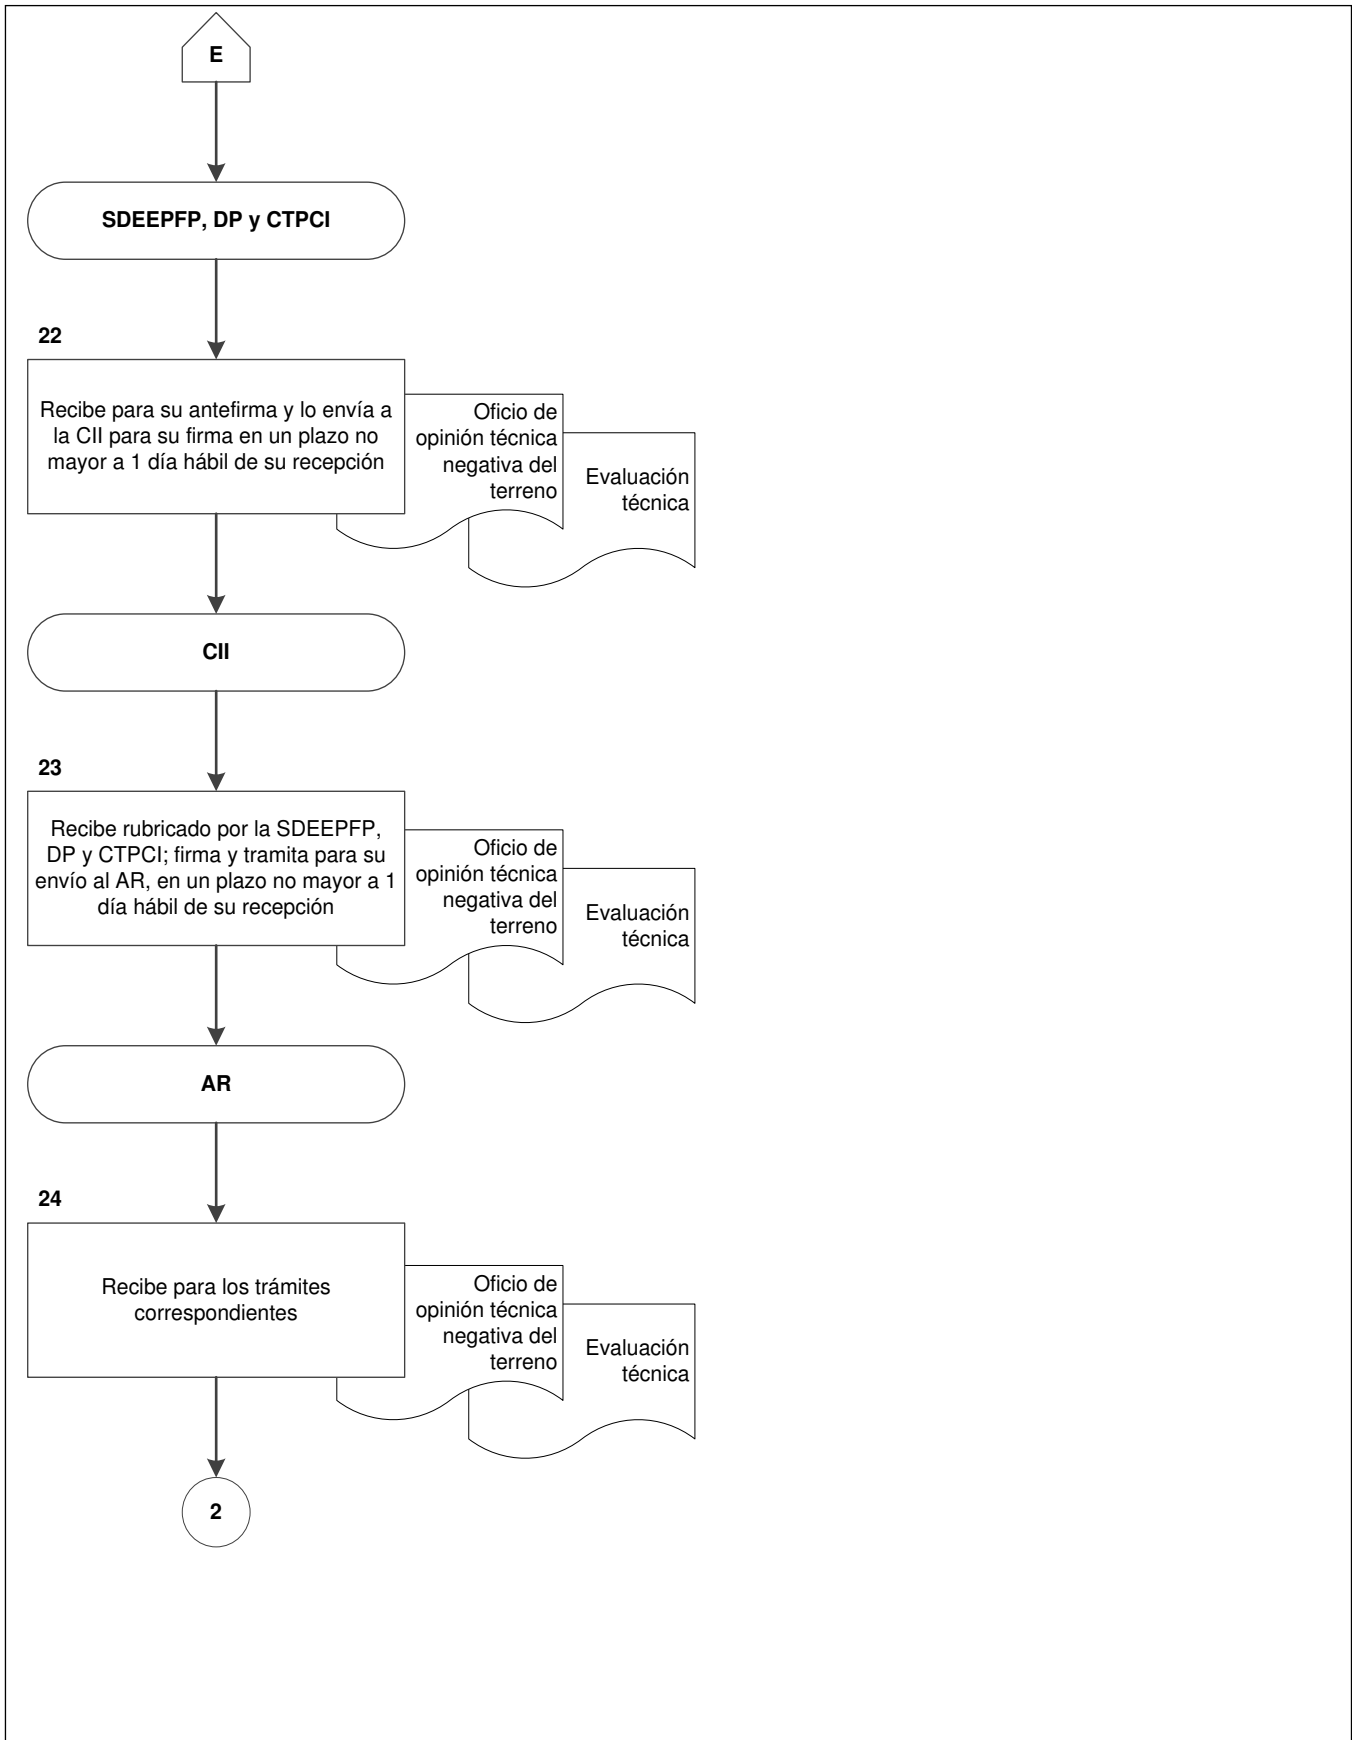 E
SDEEPFP, DP y CTPCI
22
Recibe para su antefirma y lo envía a
la CII para su firma en un plazo no
mayor a 1 día hábil de su recepción
Oficio de
opinión técnica
negativa del
terreno
Evaluación
técnica
CII
23
Recibe rubricado por la SDEEPFP,
DP y CTPCI; firma y tramita para su
envío al AR, en un plazo no mayor a 1
día hábil de su recepción
Oficio de
opinión técnica
negativa del
terreno
Evaluación
técnica
AR
24
Recibe para los trámites
correspondientes
Oficio de
opinión técnica
negativa del
terreno
Evaluación
técnica
2